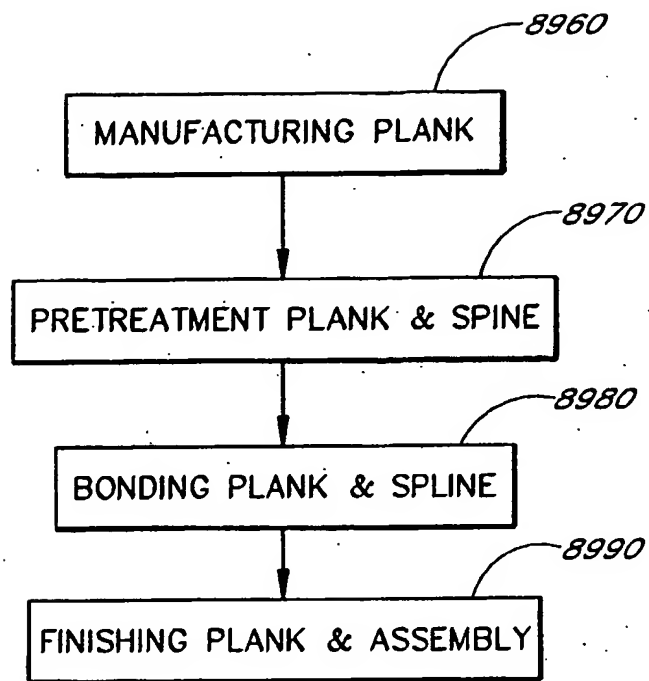 8960
MANUFACTURING PLANK
8970
PRETREATMENT PLANK & SPINE
8980
BONDING PLANK & SPLINE
8990
FINISHING PLANK & ASSEMBLY